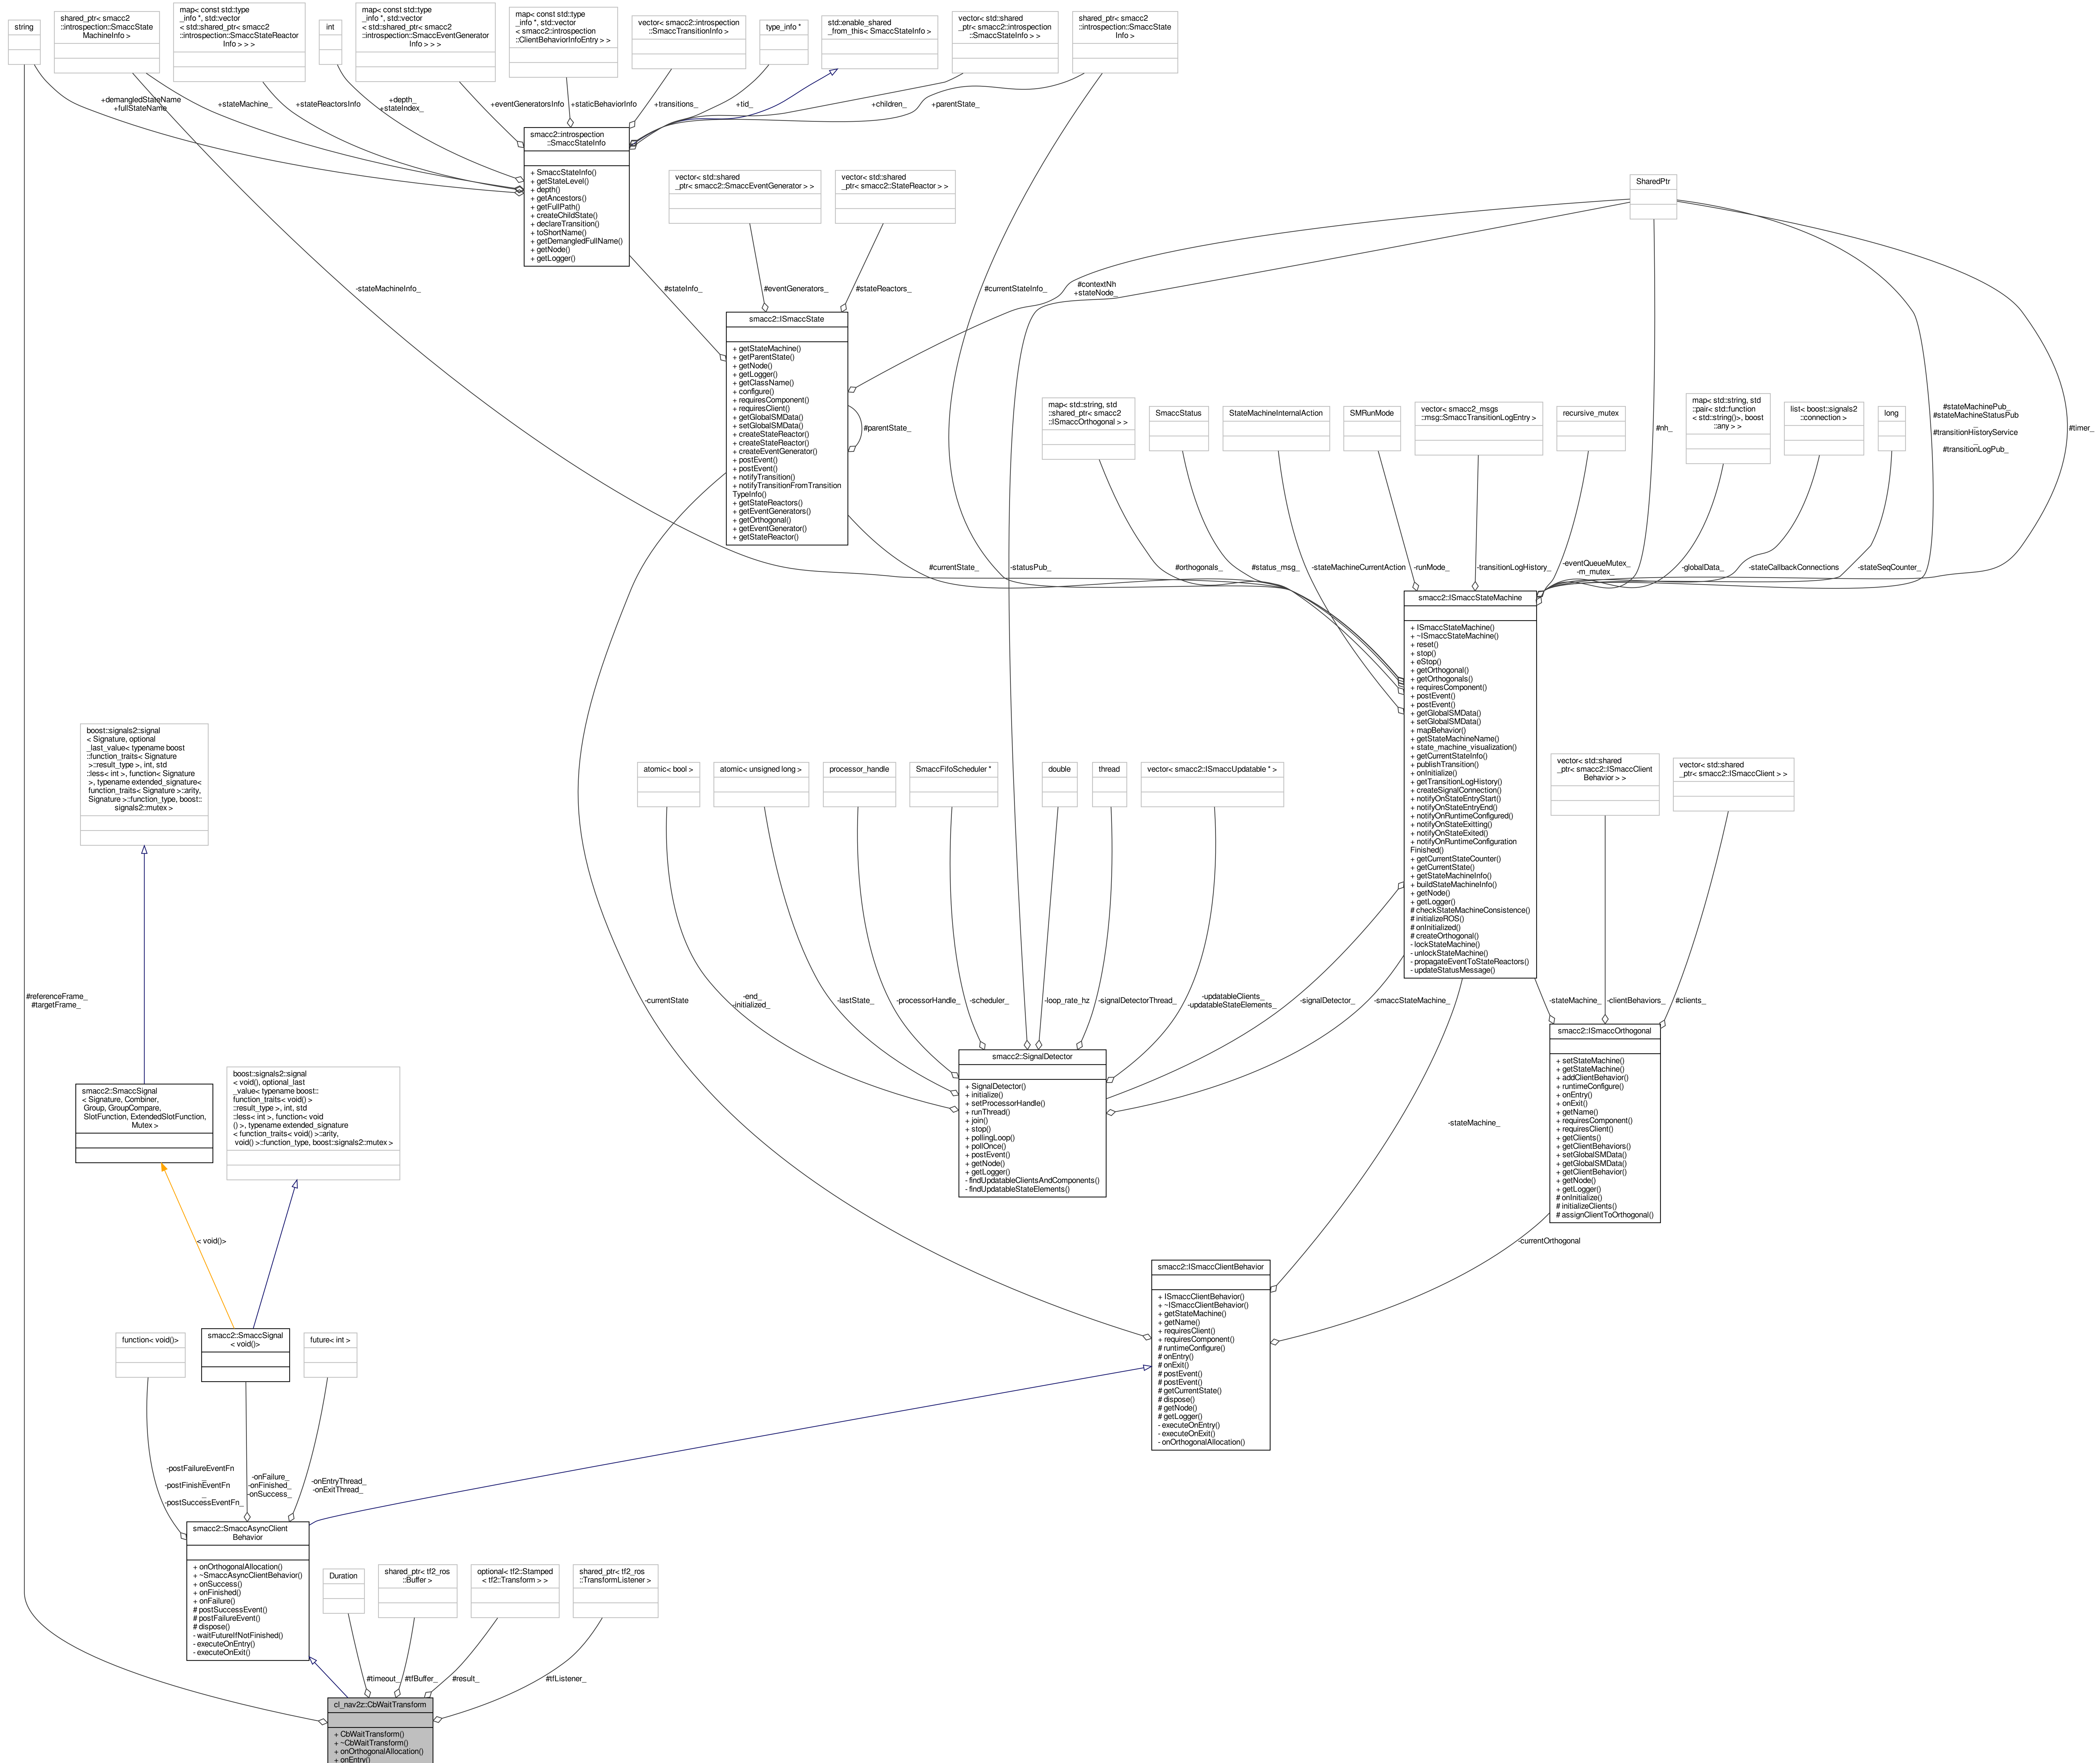 string
shared_ptr< smacc2
::introspection::SmaccState
MachineInfo >
map< const std::type
_info *, std::vector
< std::shared_ptr< smacc2
::introspection::SmaccStateReactor
Info > > >
int
map< const std::type
_info *, std::vector
< std::shared_ptr< smacc2
::introspection::SmaccEventGenerator
Info > > >
map< const std::type
_info *, std::vector
< smacc2::introspection
::ClientBehaviorInfoEntry > >
vector< smacc2::introspection
::SmaccTransitionInfo >
type_info *
std::enable_shared
_from_this< SmaccStateInfo >
vector< std::shared
_ptr< smacc2::introspection
::SmaccStateInfo > >
shared_ptr< smacc2
::introspection::SmaccState
Info >
+demangledStateName
+fullStateName
+stateMachine_
+stateReactorsInfo
+depth_
+stateIndex_
+eventGeneratorsInfo
+staticBehaviorInfo
+transitions_
+tid_
+children_
+parentState_
smacc2::introspection
::SmaccStateInfo
+ SmaccStateInfo()
+ getStateLevel()
+ depth()
+ getAncestors()
+ getFullPath()
+ createChildState()
+ declareTransition()
+ toShortName()
+ getDemangledFullName()
+ getNode()
+ getLogger()
vector< std::shared
_ptr< smacc2::SmaccEventGenerator > >
vector< std::shared
_ptr< smacc2::StateReactor > >
SharedPtr
-stateMachineInfo_
#stateInfo_
#eventGenerators_
#stateReactors_
#currentStateInfo_
#contextNh
+stateNode_
smacc2::ISmaccState
+ getStateMachine()
+ getParentState()
+ getNode()
+ getLogger()
+ getClassName()
+ configure()
+ requiresComponent()
+ requiresClient()
+ getGlobalSMData()
+ setGlobalSMData()
+ createStateReactor()
+ createStateReactor()
+ createEventGenerator()
+ postEvent()
+ postEvent()
+ notifyTransition()
+ notifyTransitionFromTransition
TypeInfo()
+ getStateReactors()
+ getEventGenerators()
+ getOrthogonal()
+ getEventGenerator()
+ getStateReactor()
#parentState_
map< std::string, std
::shared_ptr< smacc2
::ISmaccOrthogonal > >
SmaccStatus
StateMachineInternalAction
SMRunMode
vector< smacc2_msgs
::msg::SmaccTransitionLogEntry >
recursive_mutex
map< std::string, std
::pair< std::function
< std::string()>, boost
::any > >
list< boost::signals2
::connection >
long
#nh_
#stateMachinePub_
#stateMachineStatusPub
_
#transitionHistoryService
_
#transitionLogPub_
#timer_
#currentState_
-statusPub_
#orthogonals_
#status_msg_
-stateMachineCurrentAction
-runMode_
-transitionLogHistory_
-eventQueueMutex_
-m_mutex_
-globalData_
-stateCallbackConnections
-stateSeqCounter_
smacc2::ISmaccStateMachine
+ ISmaccStateMachine()
+ ~ISmaccStateMachine()
+ reset()
+ stop()
+ eStop()
+ getOrthogonal()
+ getOrthogonals()
+ requiresComponent()
+ postEvent()
+ postEvent()
+ getGlobalSMData()
+ setGlobalSMData()
+ mapBehavior()
+ getStateMachineName()
+ state_machine_visualization()
+ getCurrentStateInfo()
+ publishTransition()
+ onInitialize()
+ getTransitionLogHistory()
+ createSignalConnection()
+ notifyOnStateEntryStart()
+ notifyOnStateEntryEnd()
+ notifyOnRuntimeConfigured()
+ notifyOnStateExitting()
+ notifyOnStateExited()
+ notifyOnRuntimeConfiguration
Finished()
+ getCurrentStateCounter()
+ getCurrentState()
+ getStateMachineInfo()
+ buildStateMachineInfo()
+ getNode()
+ getLogger()
# checkStateMachineConsistence()
# initializeROS()
# onInitialized()
# createOrthogonal()
- lockStateMachine()
- unlockStateMachine()
- propagateEventToStateReactors()
- updateStatusMessage()
boost::signals2::signal
< Signature, optional
_last_value< typename boost
::function_traits< Signature
>::result_type >, int, std
::less< int >, function< Signature
>, typename extended_signature<
function_traits< Signature >::arity,
Signature >::function_type, boost::
signals2::mutex >
atomic< bool >
atomic< unsigned long >
processor_handle
SmaccFifoScheduler *
double
thread
vector< smacc2::ISmaccUpdatable * >
vector< std::shared
_ptr< smacc2::ISmaccClient
Behavior > >
vector< std::shared
_ptr< smacc2::ISmaccClient > >
#referenceFrame_
#targetFrame_
-currentState
-end_
-initialized_
-lastState_
-processorHandle_
-scheduler_
-loop_rate_hz
-signalDetectorThread_
-updatableClients_
-updatableStateElements_
-signalDetector_
-smaccStateMachine_
-stateMachine_
-clientBehaviors_
#clients_
smacc2::SignalDetector
+ SignalDetector()
+ initialize()
+ setProcessorHandle()
+ runThread()
+ join()
+ stop()
+ pollingLoop()
+ pollOnce()
+ postEvent()
+ getNode()
+ getLogger()
- findUpdatableClientsAndComponents()
- findUpdatableStateElements()
smacc2::ISmaccOrthogonal
+ setStateMachine()
+ getStateMachine()
+ addClientBehavior()
+ runtimeConfigure()
+ onEntry()
+ onExit()
+ getName()
+ requiresComponent()
+ requiresClient()
+ getClients()
+ getClientBehaviors()
+ setGlobalSMData()
+ getGlobalSMData()
+ getClientBehavior()
+ getNode()
+ getLogger()
# onInitialize()
# initializeClients()
# assignClientToOrthogonal()
smacc2::SmaccSignal
< Signature, Combiner,
Group, GroupCompare,
SlotFunction, ExtendedSlotFunction,
Mutex >
boost::signals2::signal
< void(), optional_last
_value< typename boost::
function_traits< void() >
::result_type >, int, std
::less< int >, function< void
() >, typename extended_signature
< function_traits< void() >::arity,
void() >::function_type, boost::signals2::mutex >
-stateMachine_
< void()>
-currentOrthogonal
smacc2::ISmaccClientBehavior
+ ISmaccClientBehavior()
+ ~ISmaccClientBehavior()
+ getStateMachine()
+ getName()
+ requiresClient()
+ requiresComponent()
# runtimeConfigure()
# onEntry()
# onExit()
# postEvent()
# postEvent()
# getCurrentState()
# dispose()
# getNode()
# getLogger()
- executeOnEntry()
- executeOnExit()
- onOrthogonalAllocation()
function< void()>
smacc2::SmaccSignal
< void()>
future< int >
-postFailureEventFn
_
-postFinishEventFn
_
-postSuccessEventFn_
-onFailure_
-onFinished_
-onSuccess_
-onEntryThread_
-onExitThread_
smacc2::SmaccAsyncClient
Behavior
+ onOrthogonalAllocation()
+ ~SmaccAsyncClientBehavior()
+ onSuccess()
+ onFinished()
+ onFailure()
# postSuccessEvent()
# postFailureEvent()
# dispose()
- waitFutureIfNotFinished()
- executeOnEntry()
- executeOnExit()
Duration
shared_ptr< tf2_ros
::Buffer >
optional< tf2::Stamped
< tf2::Transform > >
shared_ptr< tf2_ros
::TransformListener >
#timeout_
#tfBuffer_
#result_
#tfListener_
cl_nav2z::CbWaitTransform
+ CbWaitTransform()
+ ~CbWaitTransform()
+ onOrthogonalAllocation()
+ onEntry()